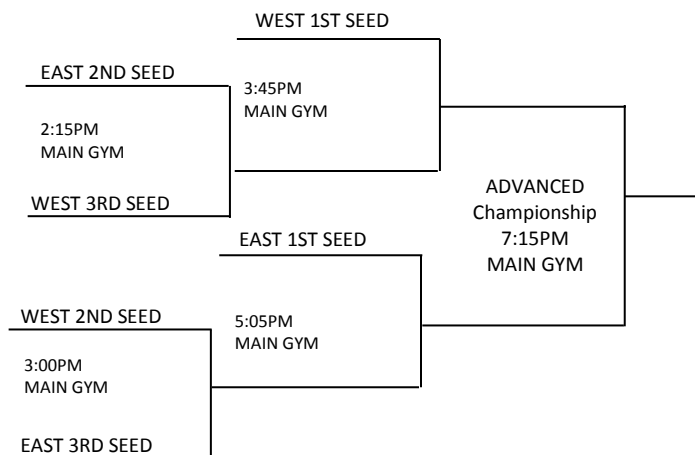 WEST 1ST SEED
EAST 2ND SEED
3:45PM
MAIN GYM
2:15PM
MAIN GYM
WEST 3RD SEED
ADVANCED
Championship
7:15PM
MAIN GYM
EAST 1ST SEED
WEST 2ND SEED
5:05PM
MAIN GYM
3:00PM
MAIN GYM
EAST 3RD SEED